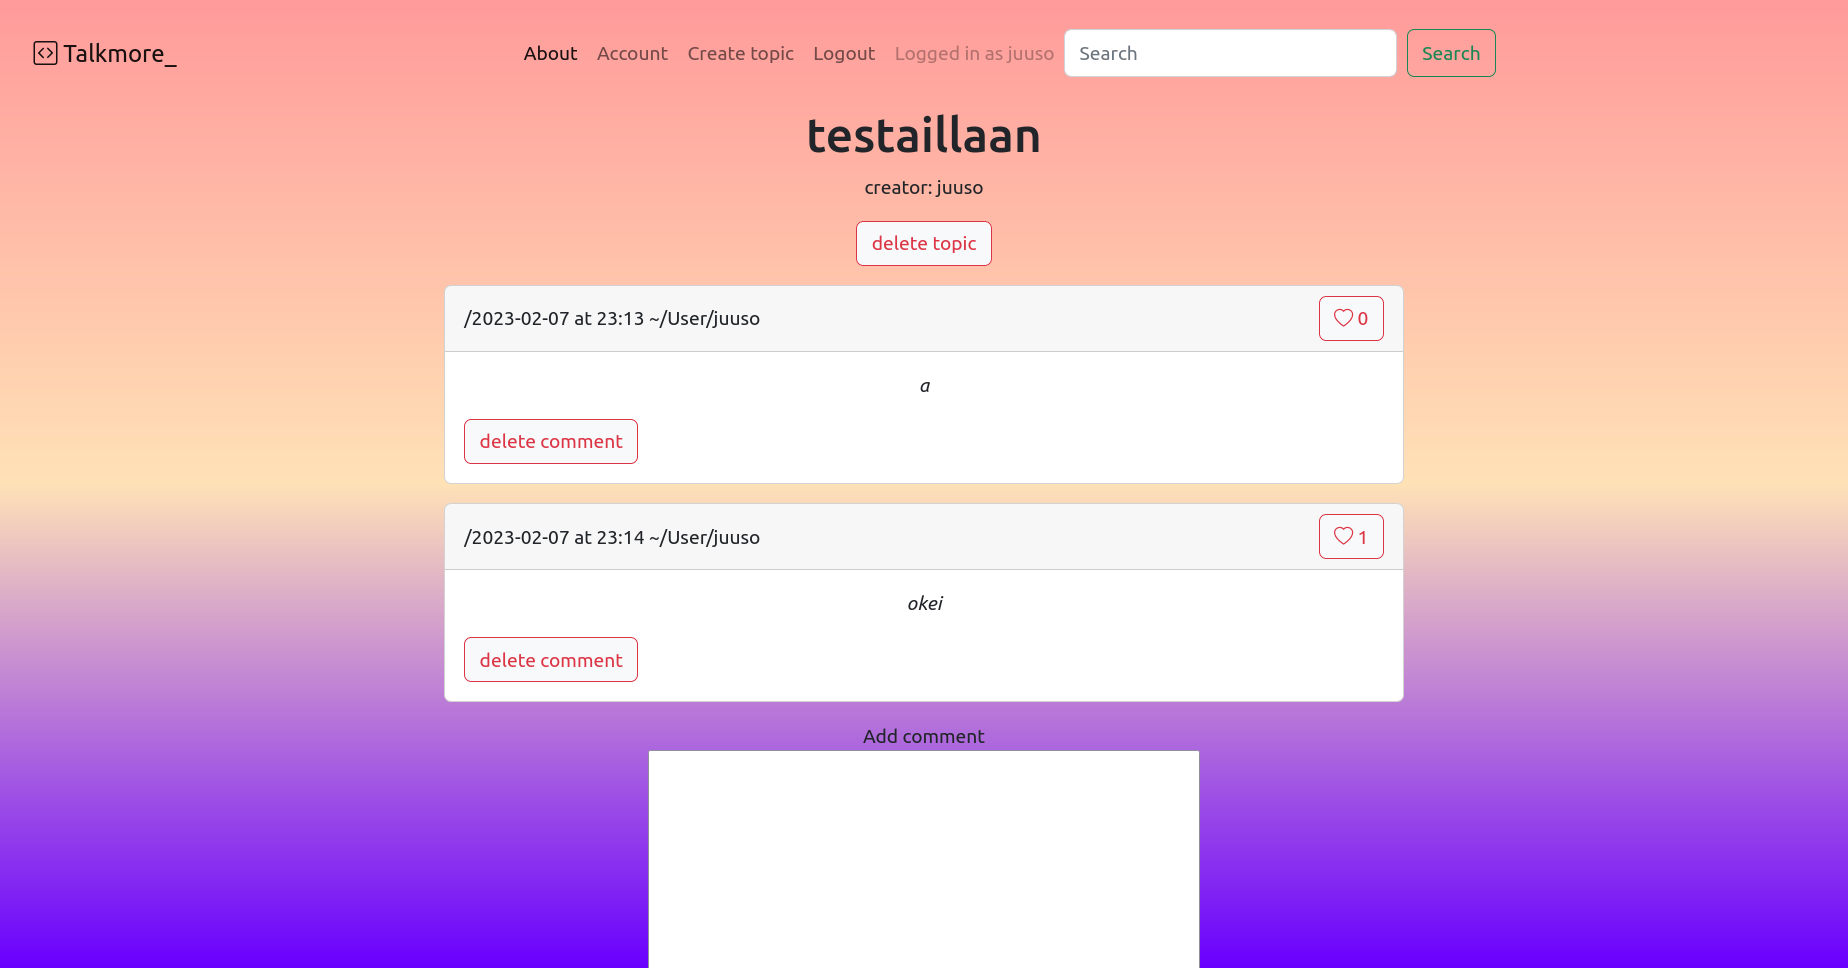 Talkmore_
About Account Create topic Logout Logged in as juuso Search Search
testaillaan
creator: juuso
delete topic
/2023-02-07 at 23:13 ~/User/juuso 0
a
delete comment
/2023-02-07 at 23:14 ~/User/juuso 1
okei
delete comment
Add comment